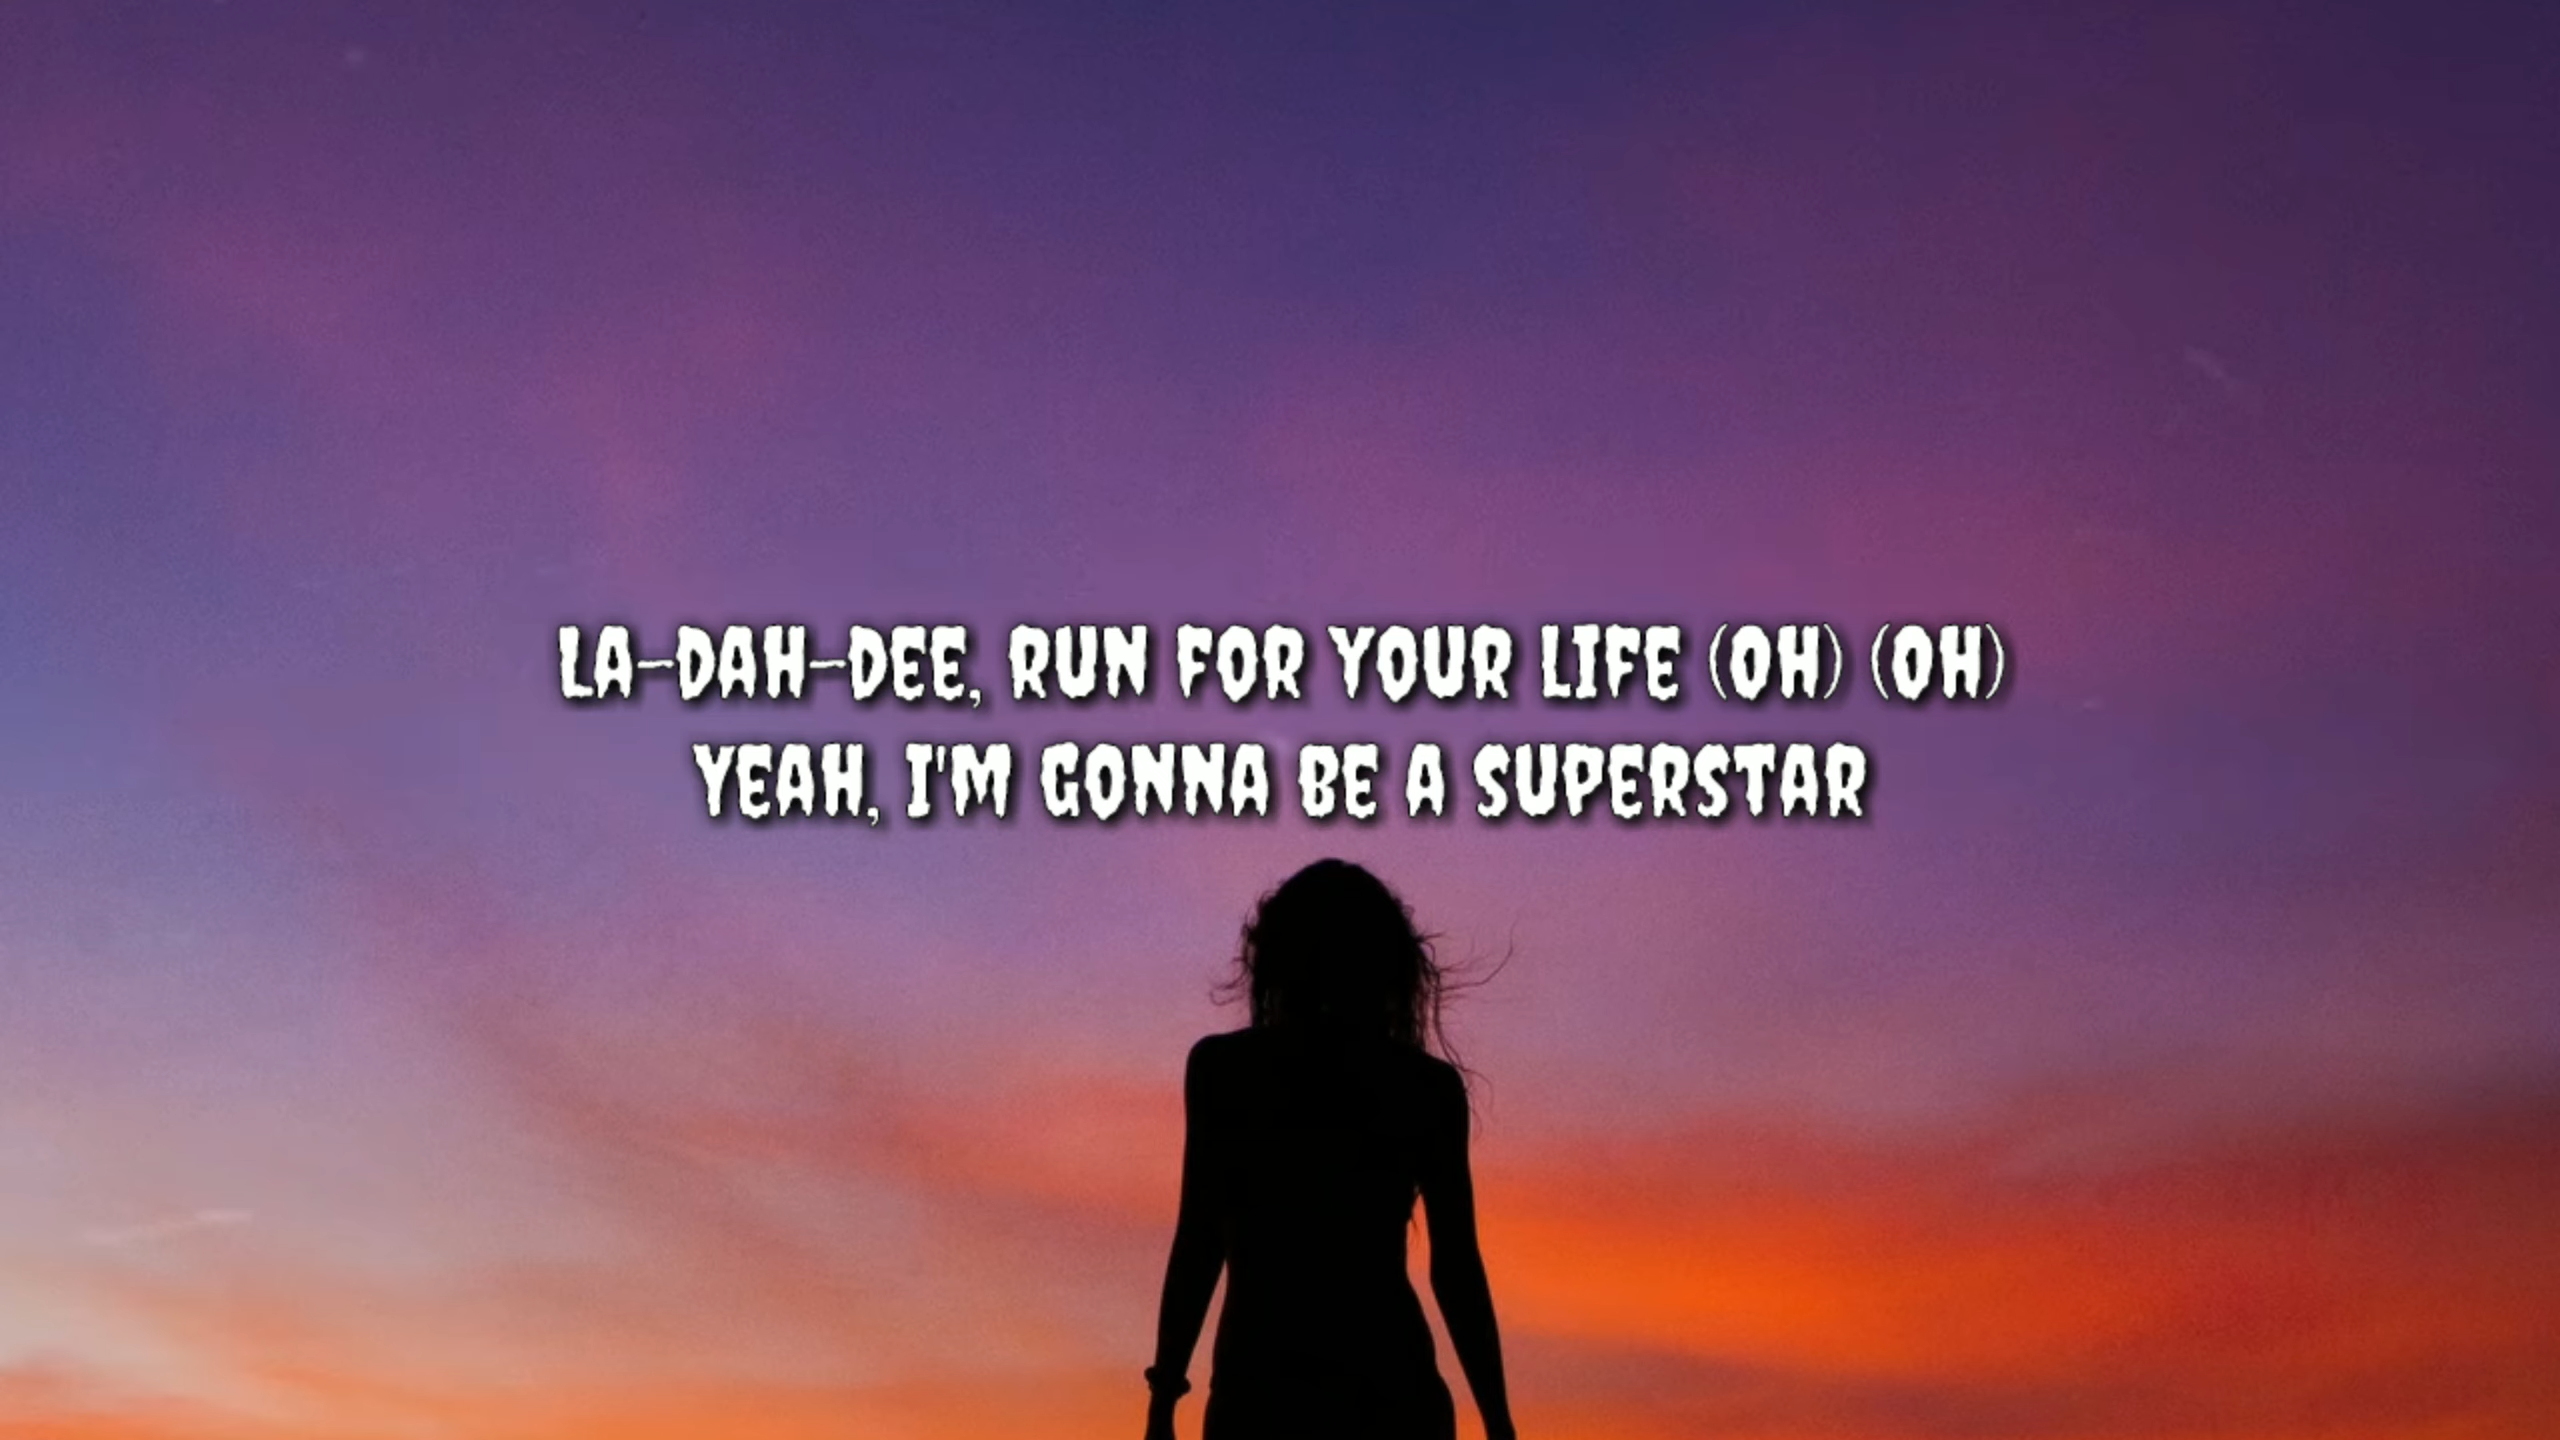 LA-DAH-DEE, RUN FOR YOUR LIFE (OH) (OH)
YEAH, I'M GONNA BE A SUPERSTAR